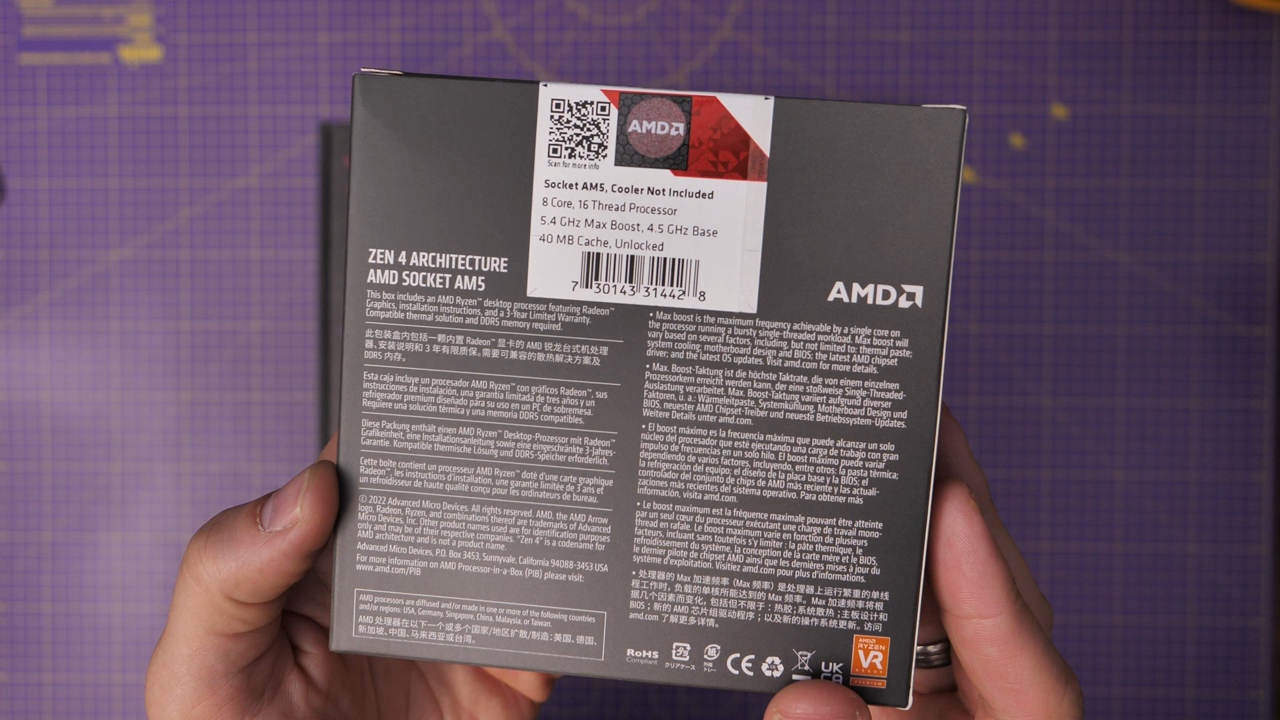 AMD
Scan for more info
Socket AM5, Cooler Not Included
8 Core, 16 Thread Processor
5.4 GHz Max Boost, 4.5 GHz Base
40 MB Cache, Unlocked
7 30143 31442 8
ZEN 4 ARCHITECTURE
AMD SOCKET AM5
This box includes an AMD Ryzen™ desktop processor featuring Radeon™
Graphics, installation instructions, and a 3-Year Limited Warranty.
Compatible thermal solution and DDR5 memory required.
此包装盒内包括一颗内置 Radeon™ 显卡的 AMD 锐龙台式机处理
器、安装说明和 3 年有限质保。需要可兼容的散热解决方案及
DDR5 内存。
Esta caja incluye un procesador AMD Ryzen™ con gráficos Radeon™, sus
instrucciones de instalación, una garantía limitada de tres años y un
refrigerador premium diseñado para su uso en un PC de sobremesa.
Requiere una solución térmica y una memoria DDR5 compatibles.
Diese Packung enthält einen AMD Ryzen™ Desktop-Prozessor mit Radeon™
Grafikeinheit, eine Installationsanleitung sowie eine eingeschränkte 3-Jahres-
Garantie. Kompatible thermische Lösung und DDR5-Speicher erforderlich.
Cette boîte contient un processeur AMD Ryzen™ doté d'une carte graphique
Radeon™, les instructions d'installation, une garantie limitée de 3 ans et
un refroidisseur de haute qualité conçu pour les ordinateurs de bureau.
© 2022 Advanced Micro Devices. All rights reserved. AMD, the AMD Arrow
logo, Radeon, Ryzen, and combinations thereof are trademarks of Advanced
Micro Devices, Inc. Other product names used are for identification purposes
only and may be of their respective companies. "Zen 4" is a codename for
AMD architecture and is not a product name.
Advanced Micro Devices, P.O. Box 3453, Sunnyvale, California 94088-3453 USA
For more information on AMD Processor-in-a-Box (PIB) please visit:
www.amd.com/PIB
AMD processors are diffused and/or made in one or more of the following countries
and/or regions: USA, Germany, Singapore, China, Malaysia, or Taiwan.
AMD 处理器在以下一个或多个国家/地区扩散/制造：美国、德国、
新加坡、中国、马来西亚或台湾。
AMD
• Max boost is the maximum frequency achievable by a single core on
the processor running a bursty single-threaded workload. Max boost will
vary based on several factors, including, but not limited to: thermal paste;
system cooling; motherboard design and BIOS; the latest AMD chipset
driver; and the latest OS updates. Visit amd.com for more details.
• Max. Boost-Taktung ist die höchste Taktrate, die von einem einzelnen
Prozessorkern erreicht werden kann, der eine stoßweise Single-Threaded-
Auslastung verarbeitet. Max. Boost-Taktung variiert aufgrund diverser
Faktoren, u. a.: Wärmeleitpaste, Systemkühlung, Motherboard Design und
BIOS, neuester AMD Chipset-Treiber und neueste Betriebssystem-Updates.
Weitere Details unter amd.com.
• El boost máximo es la frecuencia máxima que puede alcanzar un solo
núcleo del procesador que esté ejecutando una carga de trabajo con gran
impulso de frecuencias en un solo hilo. El boost máximo puede variar
dependiendo de varios factores, incluyendo, entre otros: la pasta térmica;
la refrigeración del equipo; el diseño de la placa base y la BIOS; el
controlador del conjunto de chips de AMD más reciente y las actuali-
zaciones más recientes del sistema operativo. Para obtener más
información, visita amd.com.
• Le boost maximum est la fréquence maximale pouvant être atteinte
par un seul cœur du processeur exécutant une charge de travail mono-
thread en rafale. Le boost maximum varie en fonction de plusieurs
facteurs, incluant sans toutefois s'y limiter : la pâte thermique, le
refroidissement du système, la conception de la carte mère et le BIOS,
le dernier pilote de chipset AMD ainsi que les dernières mises à jour du
système d'exploitation. Visitez amd.com pour plus d'informations.
• 处理器的 Max 加速频率 (Max 频率) 是处理器上运行繁重的单线
程工作时，负载的单核所能达到的 Max 频率。Max 加速频率将根
据几个因素而变化，包括但不限于：热胶；系统散热；主板设计和
BIOS；新的 AMD 芯片组驱动程序；以及新的操作系统更新。访问
amd.com 了解更多详情。
RoHS
Compliant
プラ
クリアケース
プラ
外箱
トレー
CE
UK
CA
AMD
RYZEN
VR
READY
PREMIUM